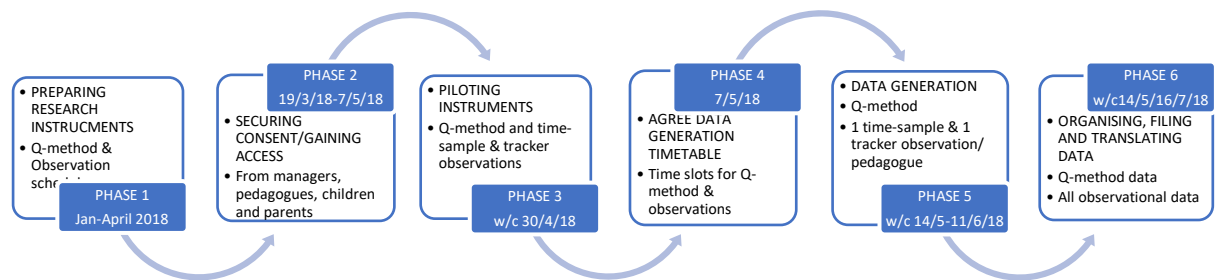 • PREPARING
RESEARCH
INSTRUCMENTS
• Q-method &
Observation
PHASE 1
Jan-April 2018
PHASE 2
19/3/18-7/5/18
• SECURING
CONSENT/GAINING
ACCESS
• From managers,
pedagogues, children
and parents
• PILOTING
INSTRUMENTS
• Q-method and time-
sample & tracker
observations
PHASE 3
w/c 30/4/18
PHASE 4
7/5/18
• AGREE DATA
GENERATION
TIMETABLE
• Time slots for Q-
method &
observations
• DATA GENERATION
• Q-method
• 1 time-sample & 1
tracker observation/
pedagogue
PHASE 5
w/c 14/5-11/6/18
PHASE 6
w/c14/5/16/7/18
• ORGANISING, FILING
AND TRANSLATING
DATA
• Q-method data
• All observational data